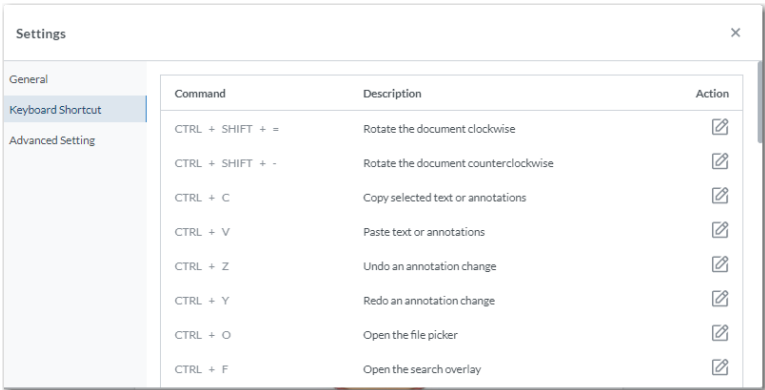 Settings
General
Keyboard Shortcut
Advanced Setting
Command Description Action
CTRL + SHIFT + = Rotate the document clockwise
CTRL + SHIFT + - Rotate the document counterclockwise
CTRL + C Copy selected text or annotations
CTRL + V Paste text or annotations
CTRL + Z Undo an annotation change
CTRL + Y Redo an annotation change
CTRL + O Open the file picker
CTRL + F Open the search overlay